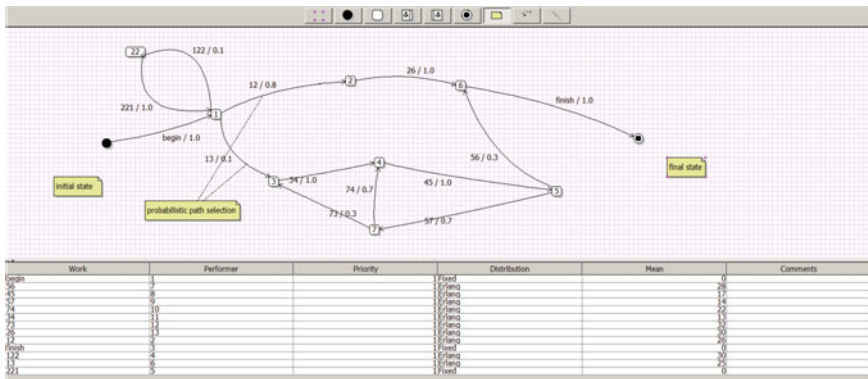 22
122 / 0.1
12 / 0.8
26 / 1.0
2
6
221 / 1.0
1
finish / 1.0
begin / 1.0
13 / 0.1
56 / 0.3
initial state
3
34 / 1.0
4
45 / 1.0
5
final state
74 / 0.7
probabilistic path selection
73 / 0.3
7
57 / 0.7
Work Performer Priority Distribution Mean Comments
begin 1 1 Fixed 0
56 7 1 Erlang 28
45 8 1 Erlang 17
57 9 1 Erlang 14
74 10 1 Erlang 22
34 11 1 Erlang 13
73 12 1 Erlang 32
26 13 1 Erlang 30
12 2 1 Erlang 26
finish 3 1 Fixed 0
122 4 1 Erlang 30
13 6 1 Erlang 25
221 5 1 Fixed 0